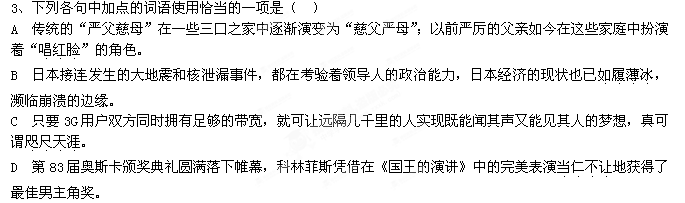 3、下列各句中加点的词语使用恰当的一项是（  ）
A  传统的“严父慈母”在一些三口之家中逐渐演变为“慈父严母”；以前严厉的父亲如今在这些家庭中扮演
着“唱红脸”的角色。
B  日本接连发生的大地震和核泄漏事件，都在考验着领导人的政治能力，日本经济的现状也已如履薄冰，
濒临崩溃的边缘。
C  只要 3G 用户双方同时拥有足够的带宽，就可让远隔几千里的人实现既能闻其声又能见其人的梦想，真可
谓咫尺天涯。
D  第 83 届奥斯卡颁奖典礼圆满落下帷幕，科林菲斯凭借在《国王的演讲》中的完美表演当仁不让地获得了
最佳男主角奖。